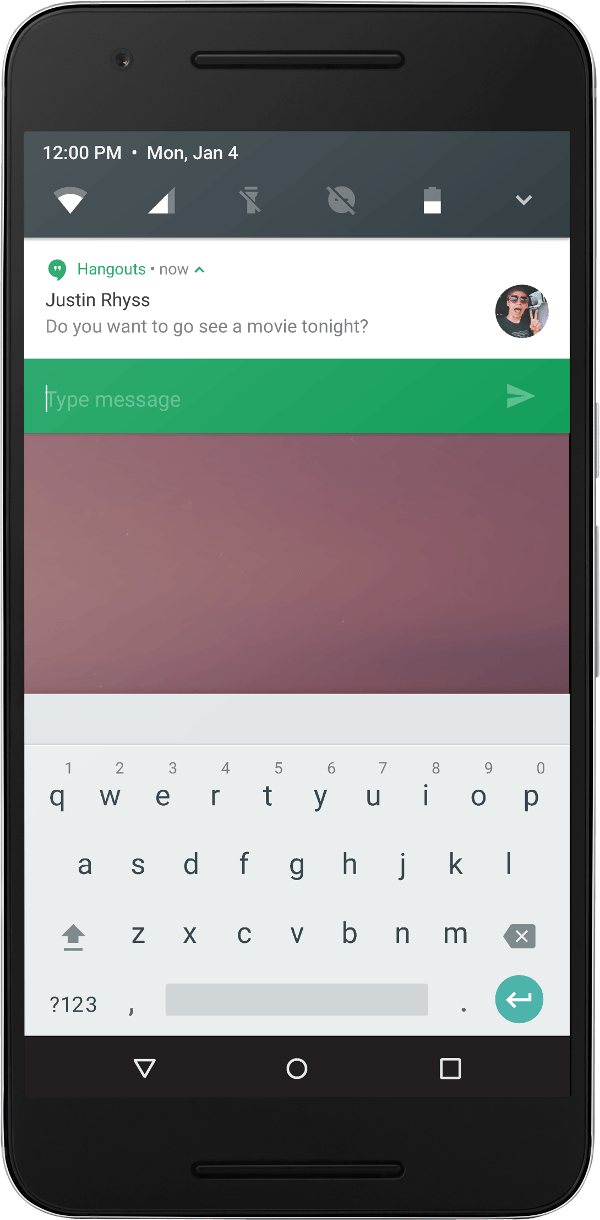 12:00 PM • Mon, Jan 4
Hangouts • now
Justin Rhyss
Do you want to go see a movie tonight?
Type message
1 2 3 4 5 6 7 8 9 0
q w e r t y u i o p
a s d f g h j k l
z x c v b n m
?123 , .